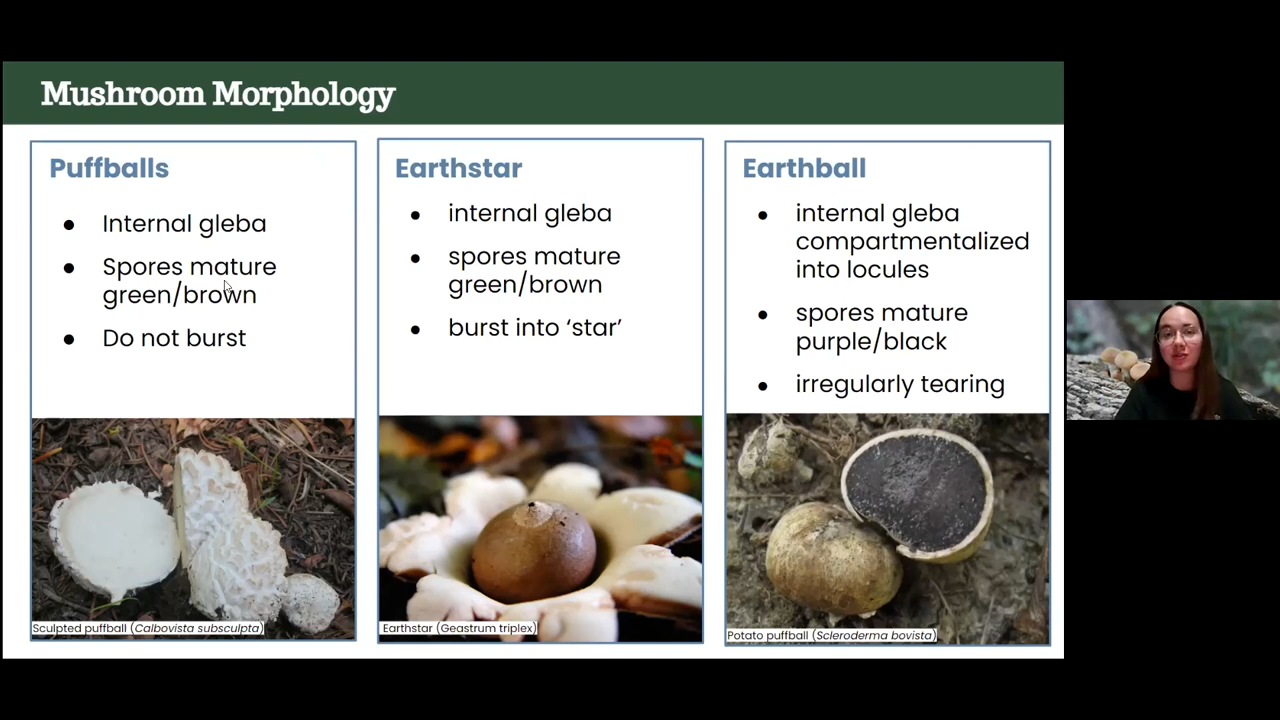 Mushroom Morphology
Puffballs
● Internal gleba
● Spores mature
green/brown
● Do not burst
Sculpted puffball (Calbovista subsculpta)
Earthstar
● internal gleba
● spores mature
green/brown
● burst into ‘star’
Earthstar (Geastrum triplex)
Earthball
● internal gleba
compartmentalized
into locules
● spores mature
purple/black
● irregularly tearing
Potato puffball (Scleroderma bovista)